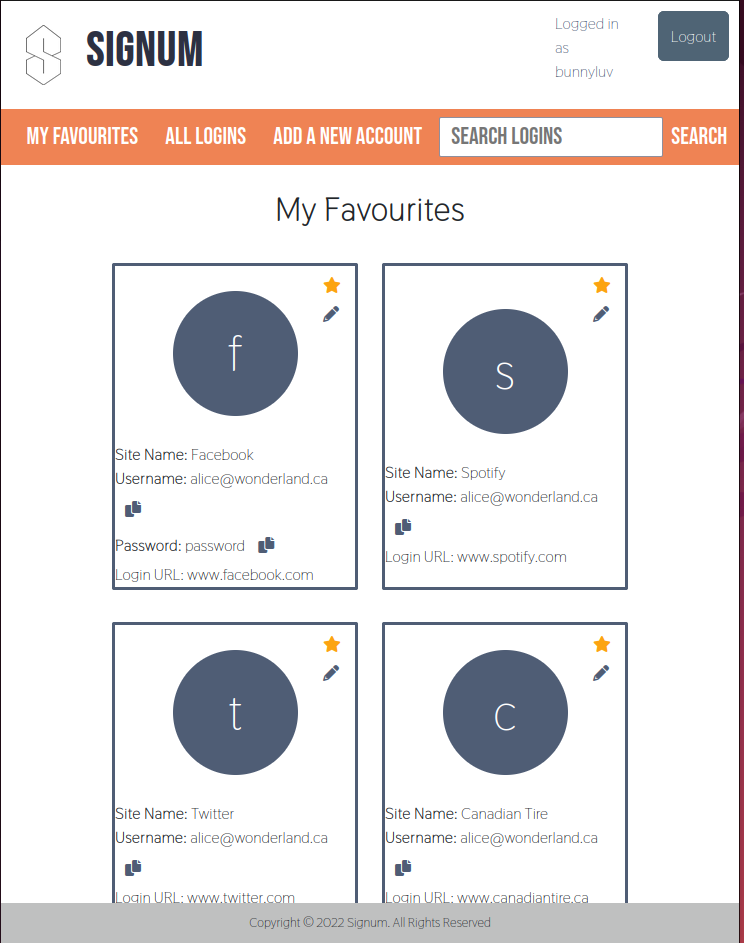 SIGNUM
Logged in
as
bunnyluv
Logout
MY FAVOURITES
ALL LOGINS
ADD A NEW ACCOUNT
SEARCH LOGINS
SEARCH
My Favourites
f
Site Name: Facebook
Username: alice@wonderland.ca
Password: password
Login URL: www.facebook.com
s
Site Name: Spotify
Username: alice@wonderland.ca
Login URL: www.spotify.com
t
Site Name: Twitter
Username: alice@wonderland.ca
Login URL: www.twitter.com
c
Site Name: Canadian Tire
Username: alice@wonderland.ca
Login URL: www.canadiantire.ca
Copyright © 2022 Signum. All Rights Reserved